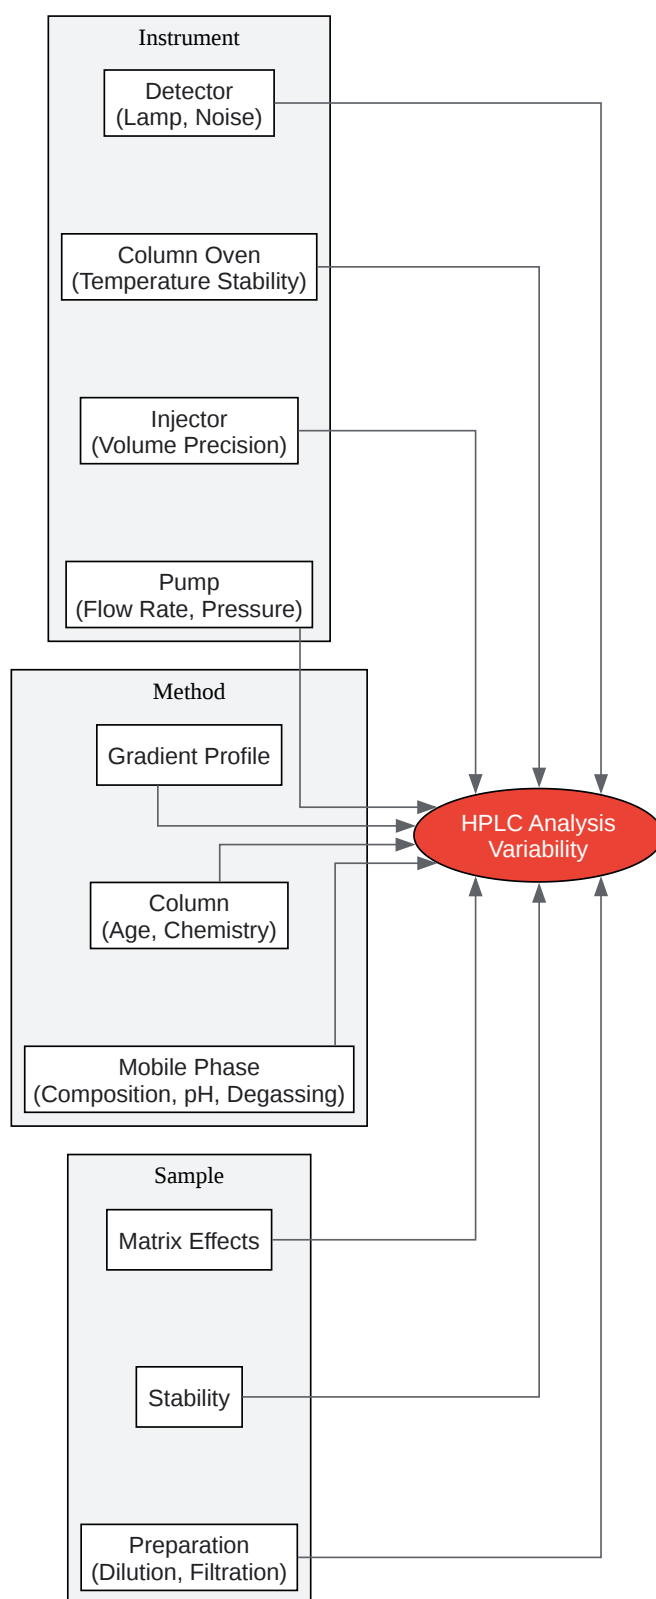 Instrument
Detector
(Lamp, Noise)
Column Oven
(Temperature Stability)
Injector
(Volume Precision)
Pump
(Flow Rate, Pressure)
Method
Gradient Profile
HPLC Analysis
Variability
Column
(Age, Chemistry)
Mobile Phase
(Composition, pH, Degassing)
Sample
Matrix Effects
Stability
Preparation
(Dilution, Filtration)